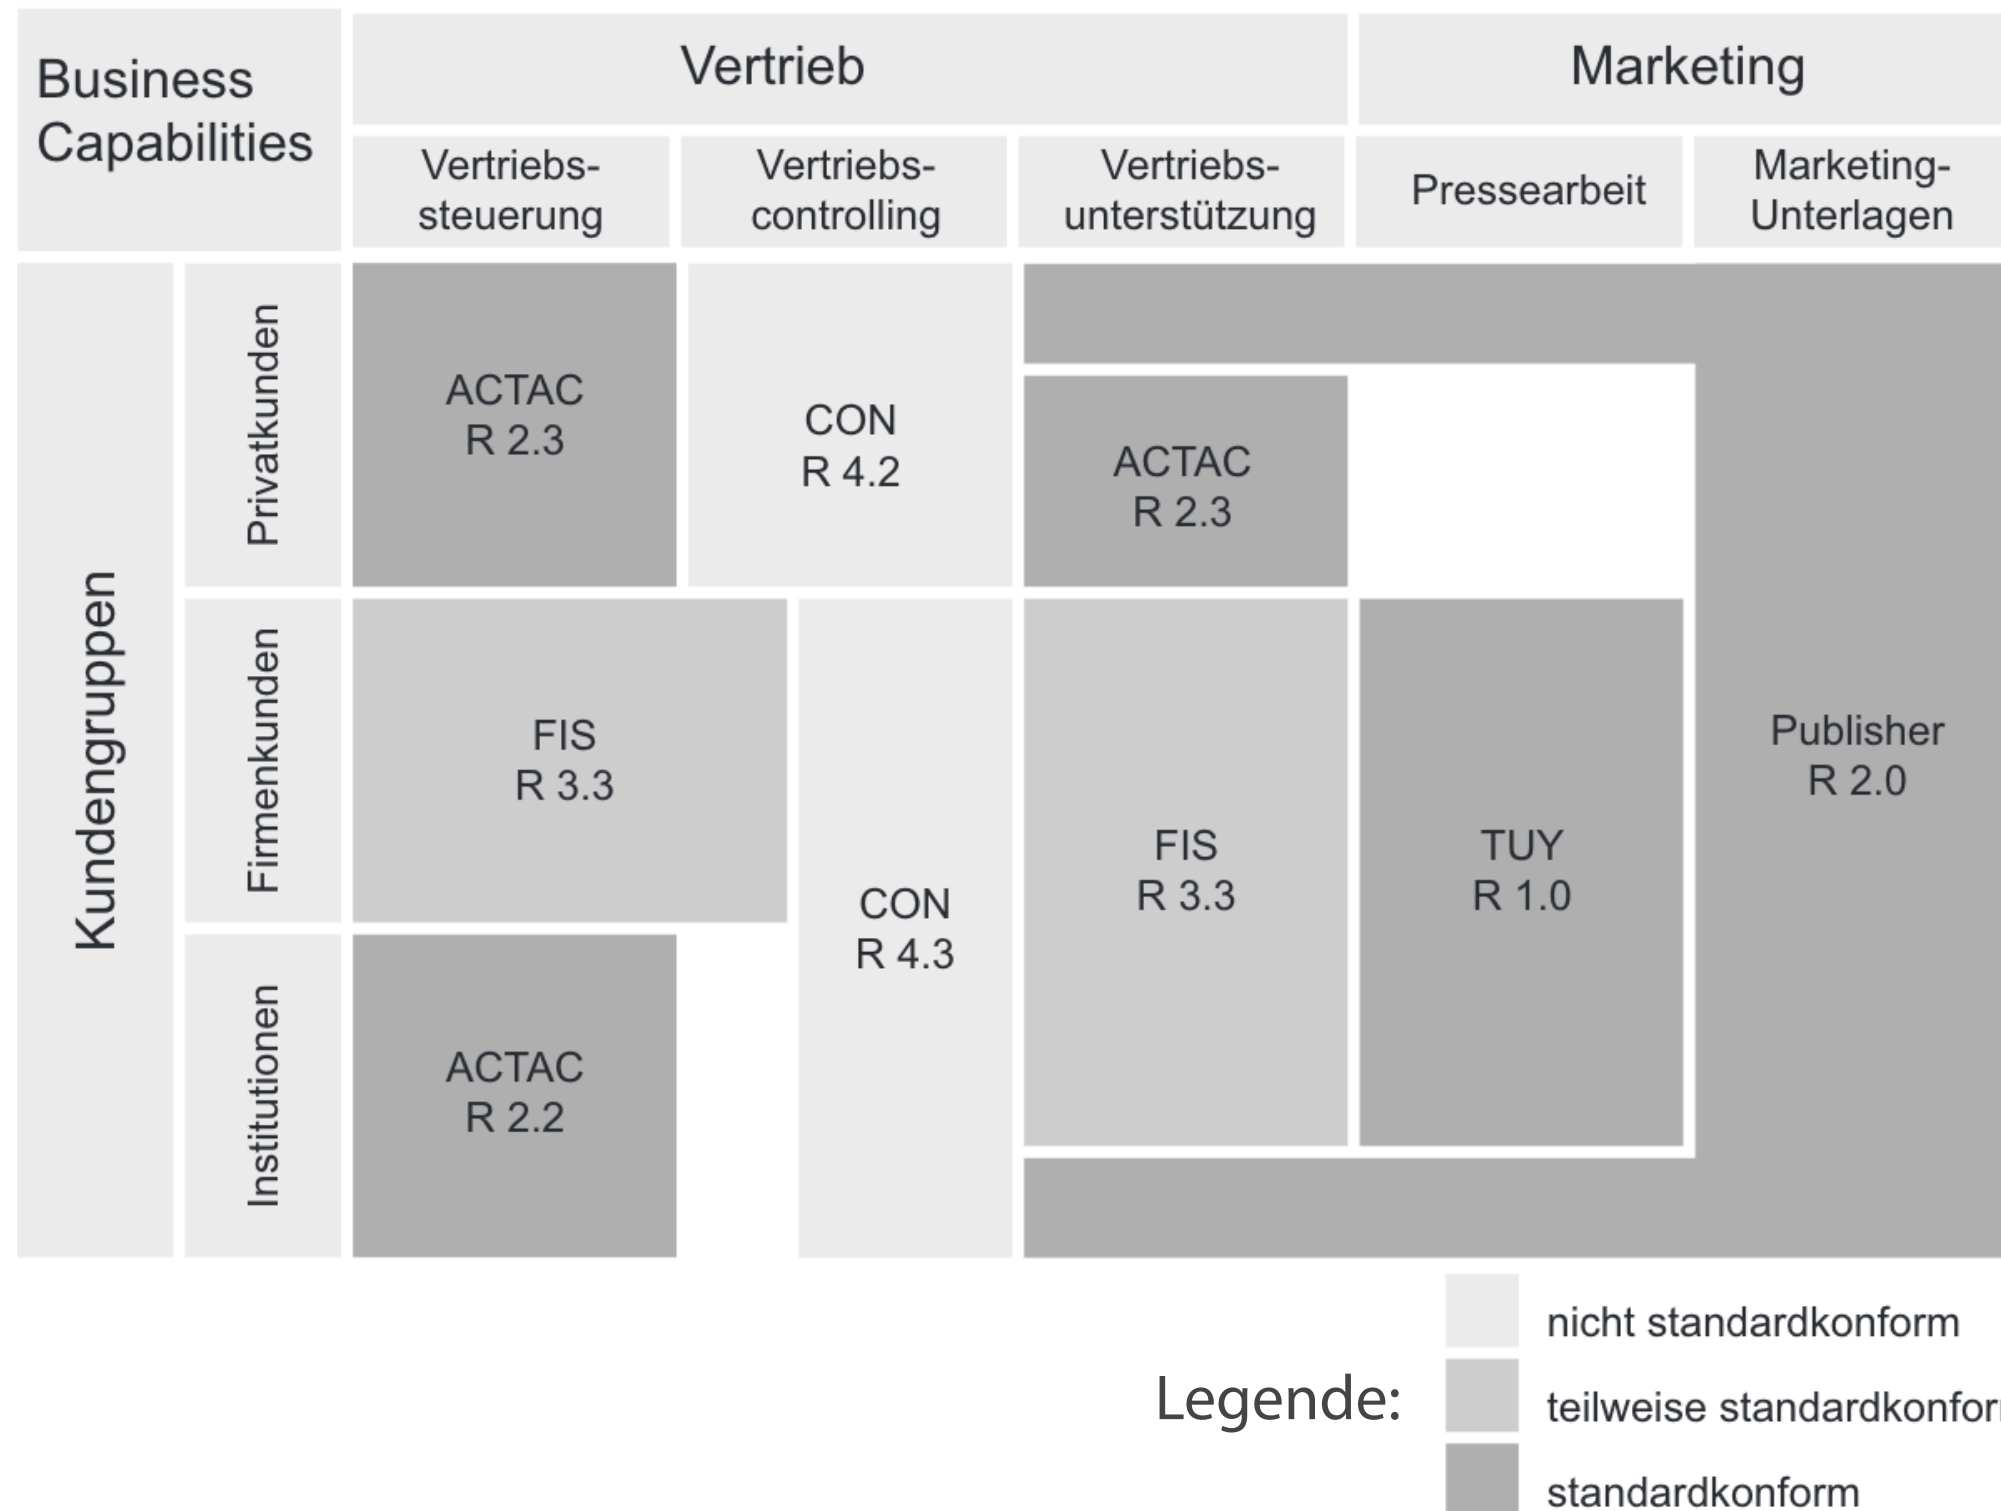 Business
Capabilities
Vertrieb
Marketing
Vertriebs-
steuerung
Vertriebs-
controlling
Vertriebs-
unterstützung
Pressearbeit
Marketing-
Unterlagen
Kundengruppen
Privatkunden
ACTAC
R 2.3
CON
R 4.2
ACTAC
R 2.3
Firmenkunden
FIS
R 3.3
CON
R 4.3
FIS
R 3.3
TUY
R 1.0
Publisher
R 2.0
Institutionen
ACTAC
R 2.2
Legende:
nicht standardkonform
teilweise standardkonfor
standardkonform